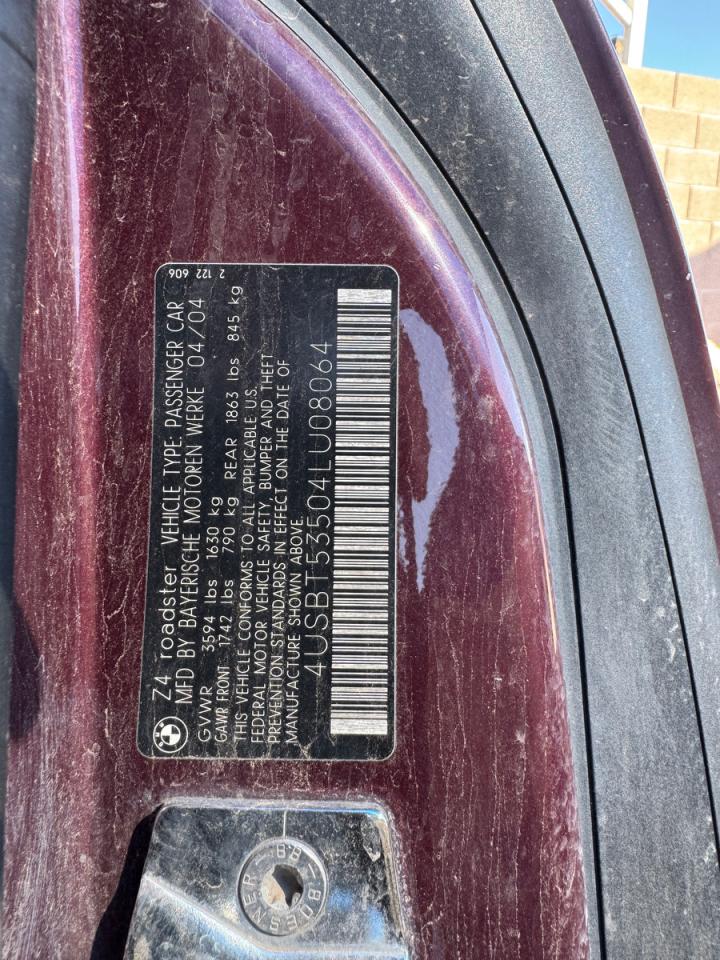 Z4 roadster VEHICLE TYPE: PASSENGER CAR
MFD BY BAYERISCHE MOTOREN WERKE 04/04
GVWR 3594 lbs 1630 kg
GAWR FRONT 1742 lbs 790 kg REAR 1863 lbs 845 kg
THIS VEHICLE CONFORMS TO ALL APPLICABLE U.S.
FEDERAL MOTOR VEHICLE SAFETY, BUMPER AND THEFT
PREVENTION STANDARDS IN EFFECT ON THE DATE OF
MANUFACTURE SHOWN ABOVE.
4USBT53504LU08064
2 122 606